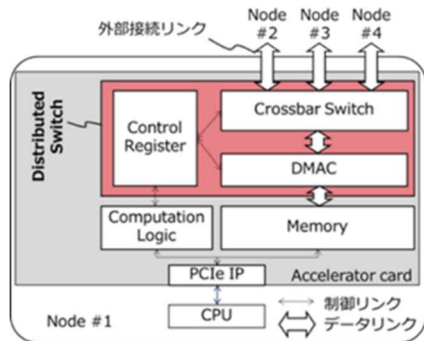 外部接続リンク
Node
#2
Node
#3
Node
#4
Distributed
Switch
Control
Register
Crossbar Switch
DMAC
Computation
Logic
Memory
PCIe IP
Accelerator card
CPU
Node #1
制御リンク
データリンク